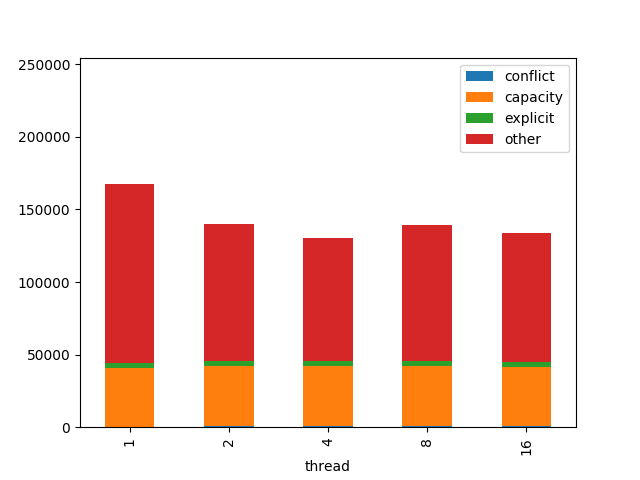 250000
200000
150000
100000
50000
0
conflict
capacity
explicit
other
1
2
4
8
16
thread